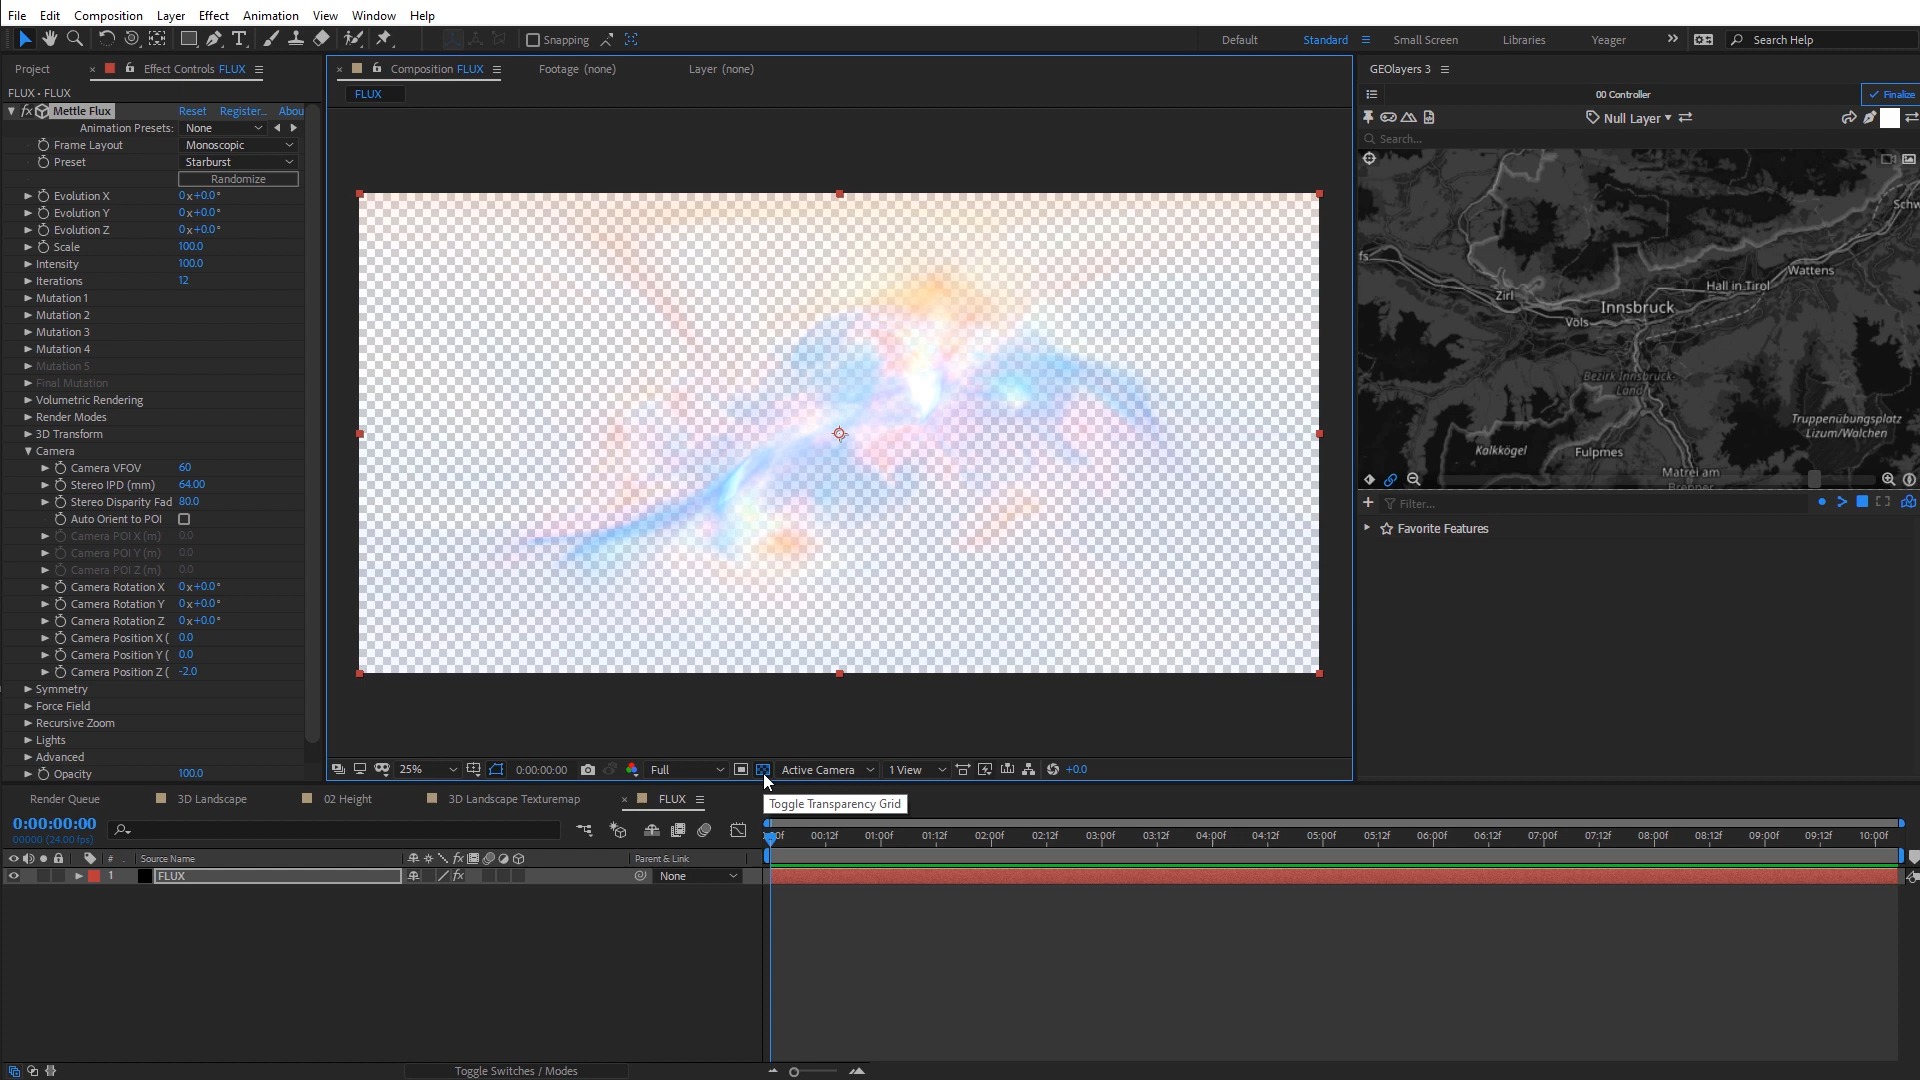 File Edit Composition Layer Effect Animation View Window Help
Snapping Default Standard Small Screen Libraries Yeager Search Help
Project Effect Controls FLUX
FLUX • FLUX
fx Mettle Flux Reset Register... Abou
Animation Presets: None
Frame Layout Monoscopic
Preset Starburst
Randomize
Evolution X 0x+0.0°
Evolution Y 0x+0.0°
Evolution Z 0x+0.0°
Scale 100.0
Intensity 100.0
Iterations 12
Mutation 1
Mutation 2
Mutation 3
Mutation 4
Mutation 5
Final Mutation
Volumetric Rendering
Render Modes
3D Transform
Camera
Camera VFOV 60
Stereo IPD (mm) 64.00
Stereo Disparity Fad 80.0
Auto Orient to POI
Camera POI X (m) 0.0
Camera POI Y (m) 0.0
Camera POI Z (m) 0.0
Camera Rotation X 0x+0.0°
Camera Rotation Y 0x+0.0°
Camera Rotation Z 0x+0.0°
Camera Position X ( 0.0
Camera Position Y ( 0.0
Camera Position Z ( -2.0
Symmetry
Force Field
Recursive Zoom
Lights
Advanced
Opacity 100.0
Composition FLUX Footage (none) Layer (none)
FLUX
25% 0:00:00:00 Full Active Camera 1 View +0.0
Toggle Transparency Grid
GEOlayers 3
00 Controller Finalize
Null Layer
Search...
Schw
fs
Wattens
Hall in Tirol
Zirl
Innsbruck
Völs
Bezirk Innsbruck-
Land
Truppenübungsplatz
Lizum/Walchen
Kalkkögel
Fulpmes
Matrei am
Brenner
Filter...
Favorite Features
Render Queue 3D Landscape 02 Height 3D Landscape Texturemap FLUX
0:00:00:00
00000 (24.00 fps)
00f 00:12f 01:00f 01:12f 02:00f 02:12f 03:00f 03:12f 04:00f 04:12f 05:00f 05:12f 06:00f 06:12f 07:00f 07:12f 08:00f 08:12f 09:00f 09:12f 10:00f
# Source Name fx Parent & Link
1 FLUX fx None
Toggle Switches / Modes